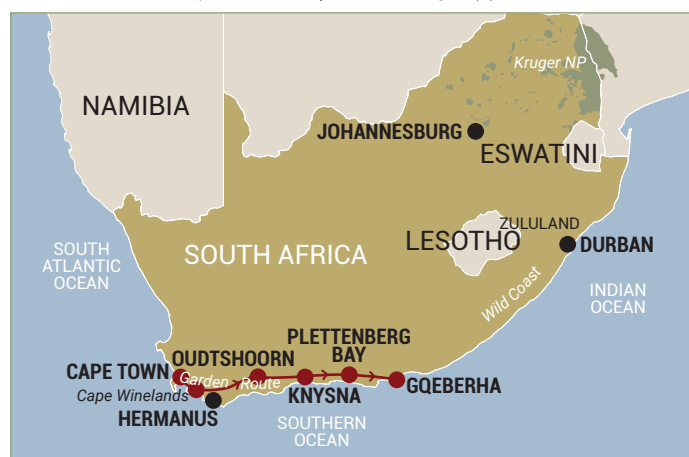 Kruger NP
NAMIBIA
JOHANNESBURG
ESWATINI
ZULULAND
LESOTHO
DURBAN
SOUTH AFRICA
SOUTH
ATLANTIC
OCEAN
INDIAN
OCEAN
Wild Coast
PLETTENBERG
BAY
OUDTSHOORN
CAPE TOWN
Garden Route
GQEBERHA
Cape Winelands
KNYSNA
HERMANUS
SOUTHERN
OCEAN